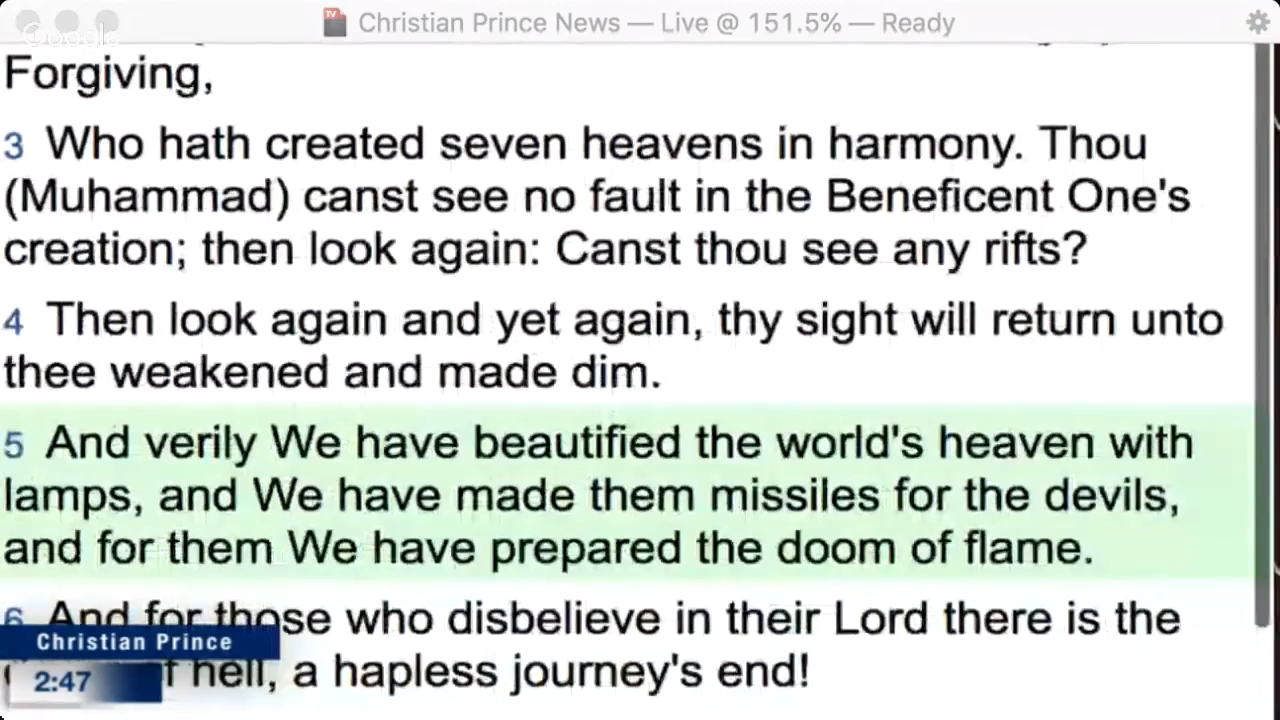 Christian Prince News — Live @ 151.5% — Ready
Google
Forgiving,
3 Who hath created seven heavens in harmony. Thou
(Muhammad) canst see no fault in the Beneficent One's
creation; then look again: Canst thou see any rifts?
4 Then look again and yet again, thy sight will return unto
thee weakened and made dim.
5 And verily We have beautified the world's heaven with
lamps, and We have made them missiles for the devils,
and for them We have prepared the doom of flame.
6 And for those who disbelieve in their Lord there is the
hell, a hapless journey's end!
Christian Prince
2:47